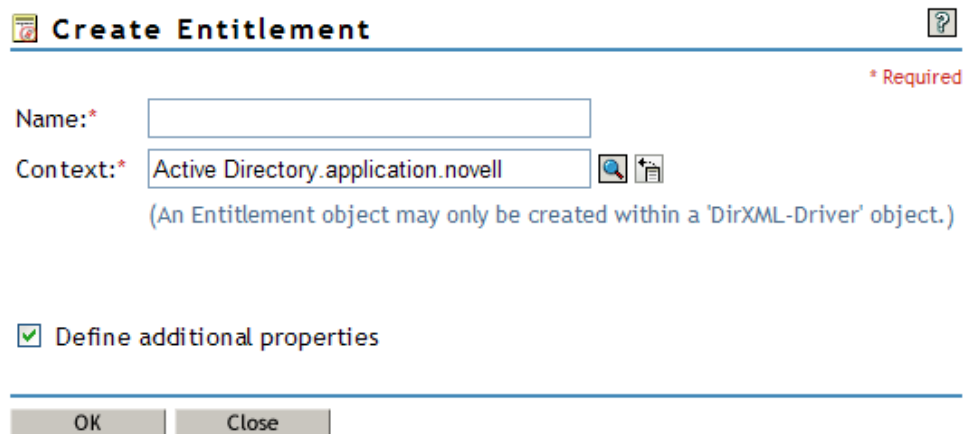 Create Entitlement
?
* Required
Name:*
Context:* Active Directory.application.novell
(An Entitlement object may only be created within a 'DirXML-Driver' object.)
Define additional properties
OK Close